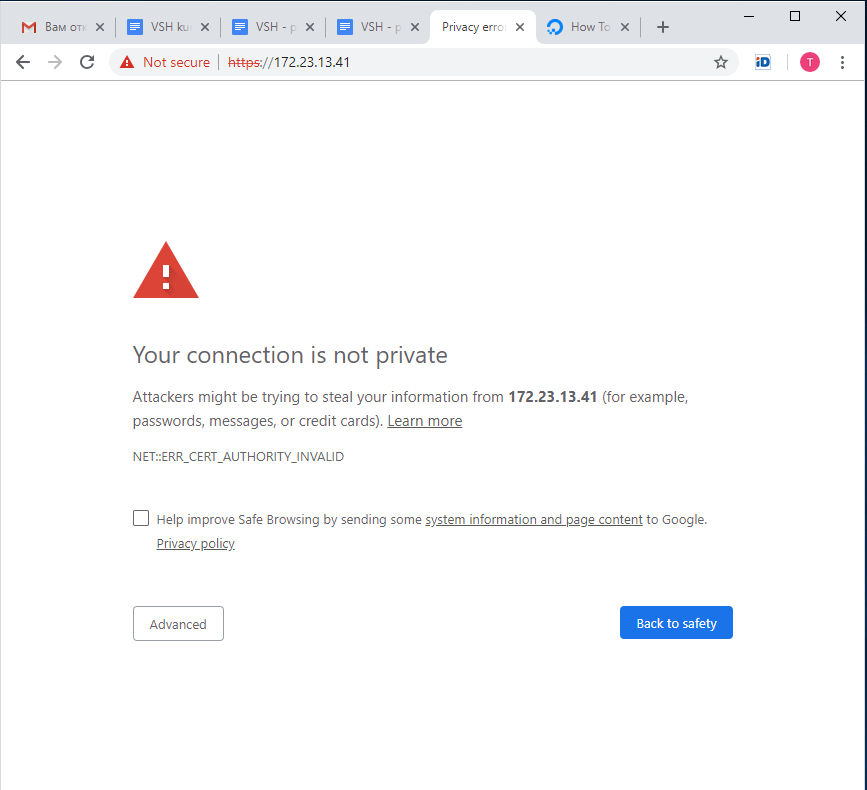 Вам отк
VSH ku
VSH - p
VSH - p
Privacy erro
How To
Not secure https://172.23.13.41
iD
T
Your connection is not private
Attackers might be trying to steal your information from 172.23.13.41 (for example,
passwords, messages, or credit cards). Learn more
NET::ERR_CERT_AUTHORITY_INVALID
Help improve Safe Browsing by sending some system information and page content to Google.
Privacy policy
Advanced
Back to safety